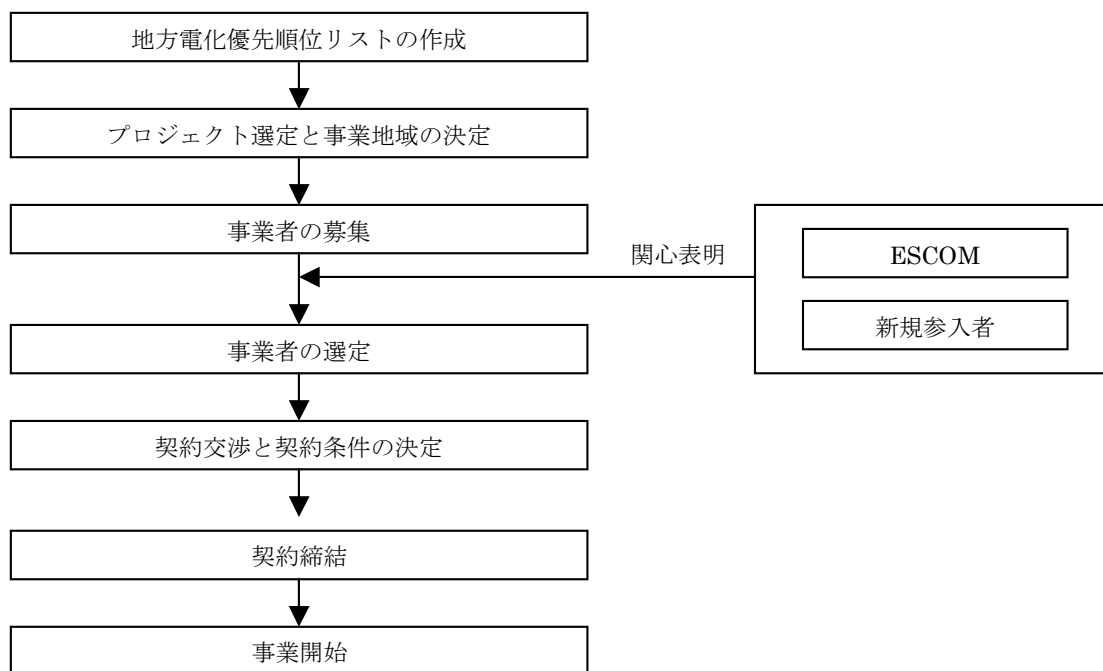 地方電化優先順位リストの作成
プロジェクト選定と事業地域の決定
事業者の募集
関心表明
ESCOM
新規参入者
事業者の選定
契約交渉と契約条件の決定
契約締結
事業開始